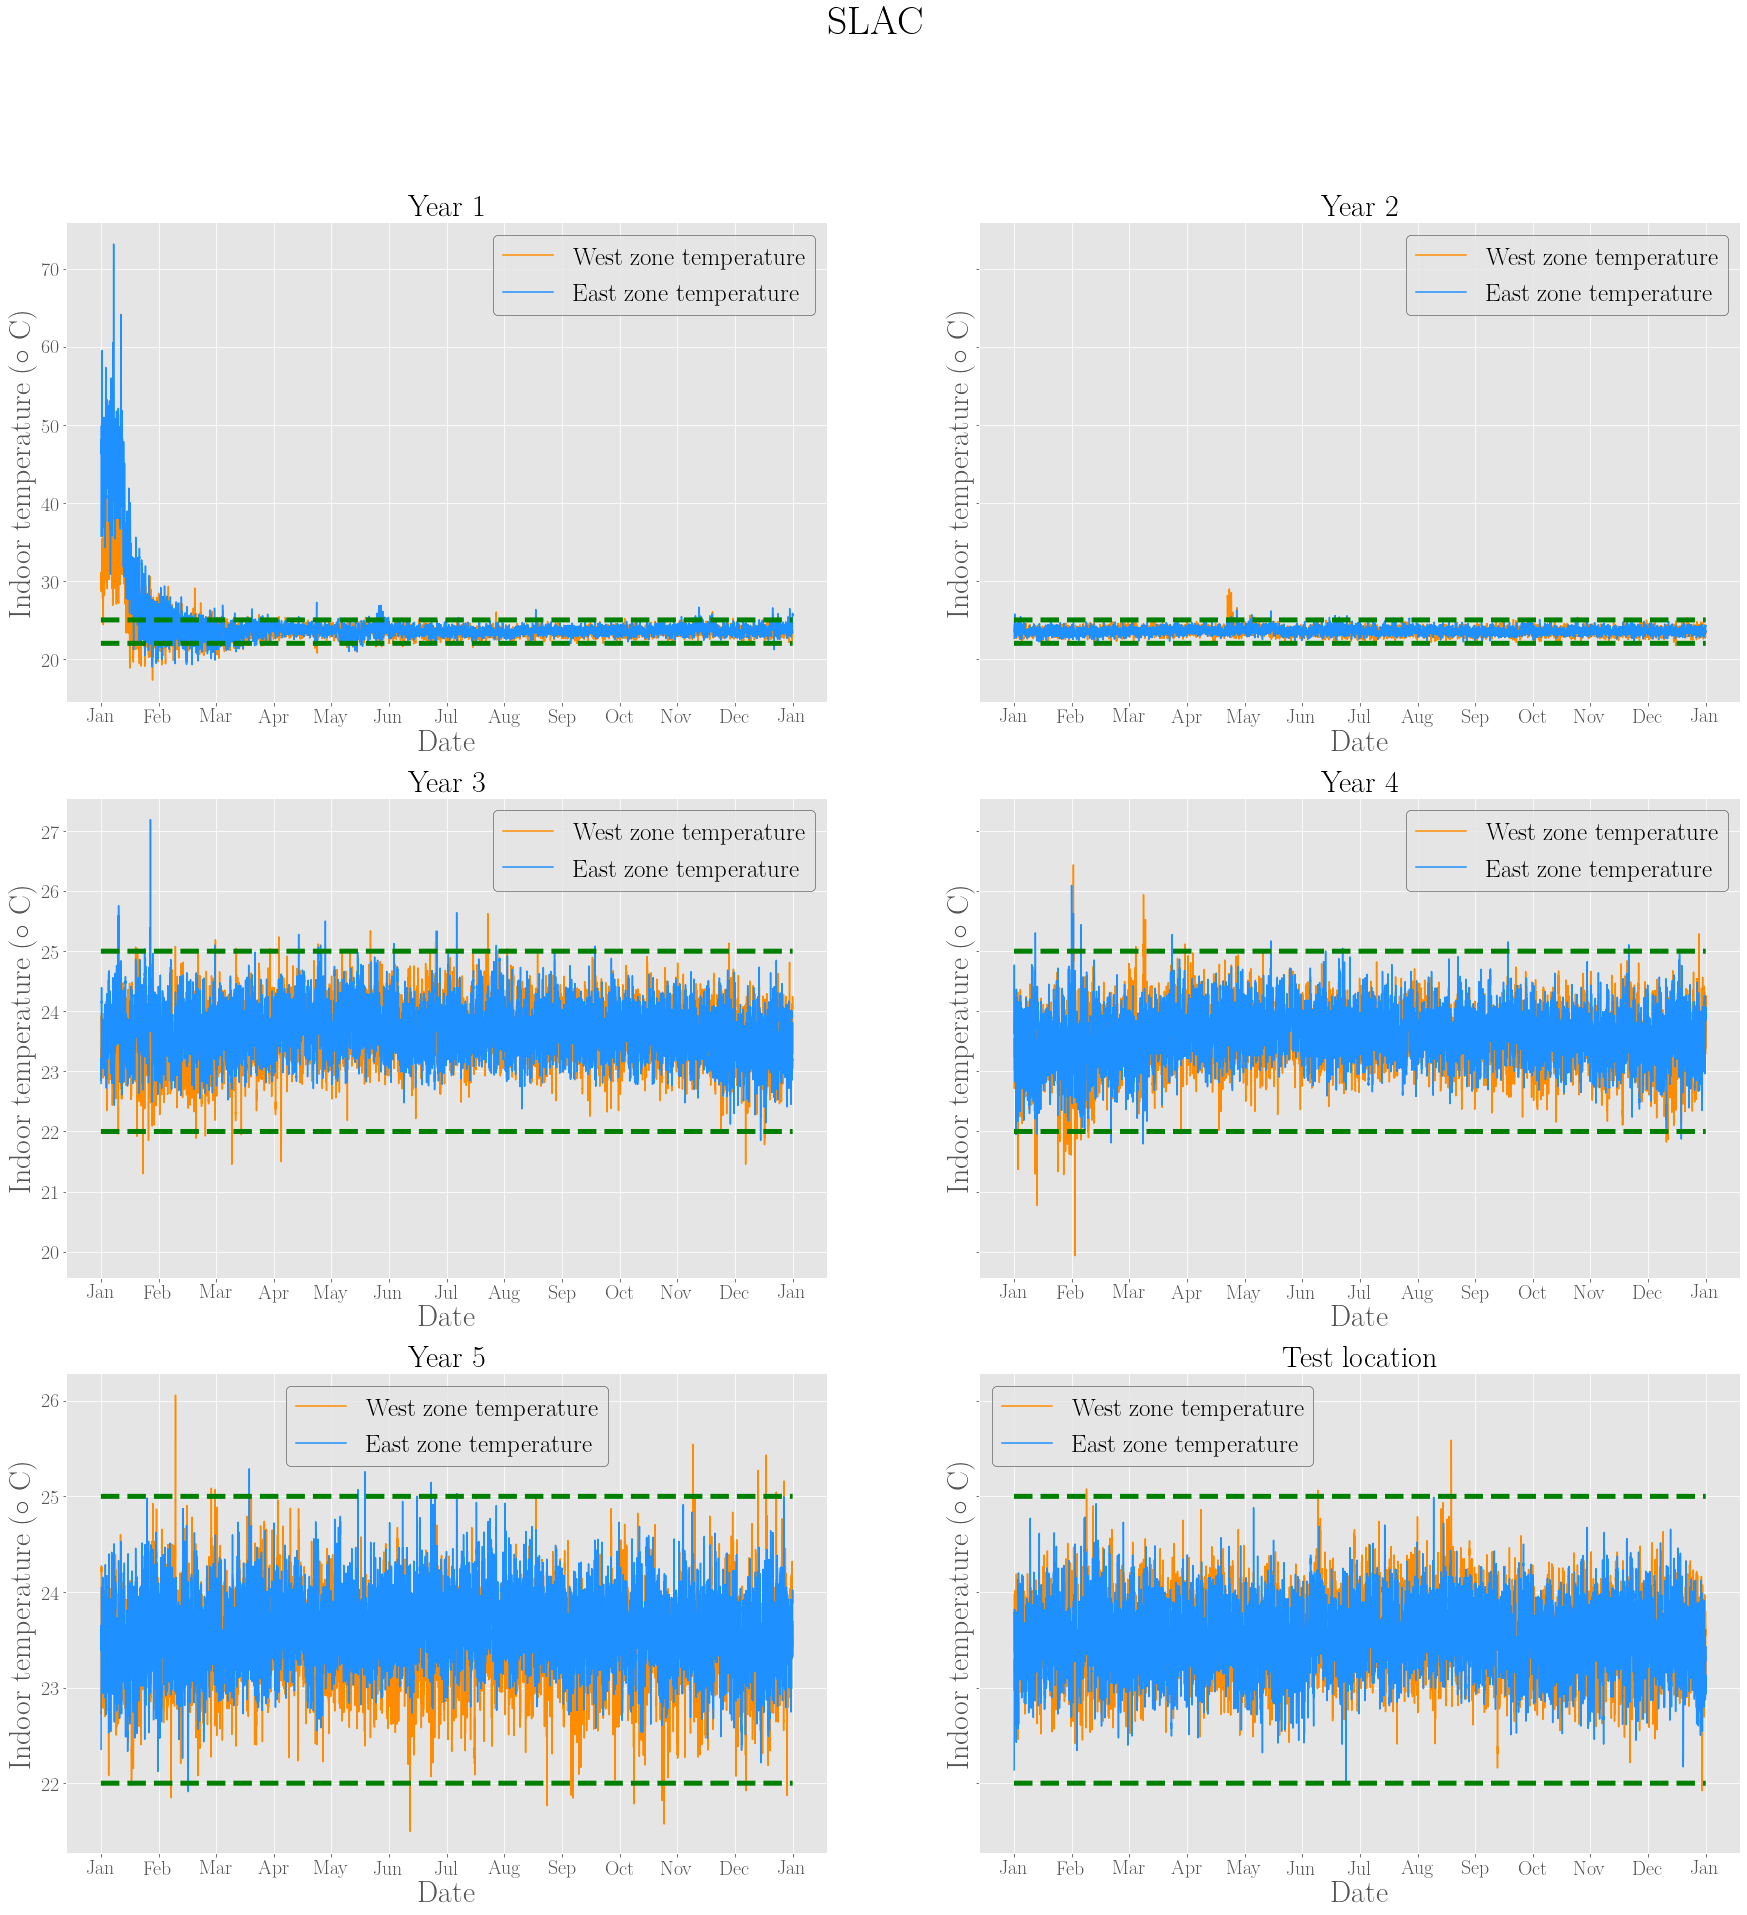 SLAC
Year 1
Indoor temperature (∘ C)
70
60
50
40
30
20
West zone temperature
East zone temperature
Jan Feb Mar Apr May Jun Jul Aug Sep Oct Nov Dec Jan
Date
Year 2
Indoor temperature (∘ C)
West zone temperature
East zone temperature
Jan Feb Mar Apr May Jun Jul Aug Sep Oct Nov Dec Jan
Date
Year 3
Indoor temperature (∘ C)
27
26
25
24
23
22
21
20
West zone temperature
East zone temperature
Jan Feb Mar Apr May Jun Jul Aug Sep Oct Nov Dec Jan
Date
Year 4
Indoor temperature (∘ C)
West zone temperature
East zone temperature
Jan Feb Mar Apr May Jun Jul Aug Sep Oct Nov Dec Jan
Date
Year 5
Indoor temperature (∘ C)
26
25
24
23
22
West zone temperature
East zone temperature
Jan Feb Mar Apr May Jun Jul Aug Sep Oct Nov Dec Jan
Date
Test location
Indoor temperature (∘ C)
West zone temperature
East zone temperature
Jan Feb Mar Apr May Jun Jul Aug Sep Oct Nov Dec Jan
Date